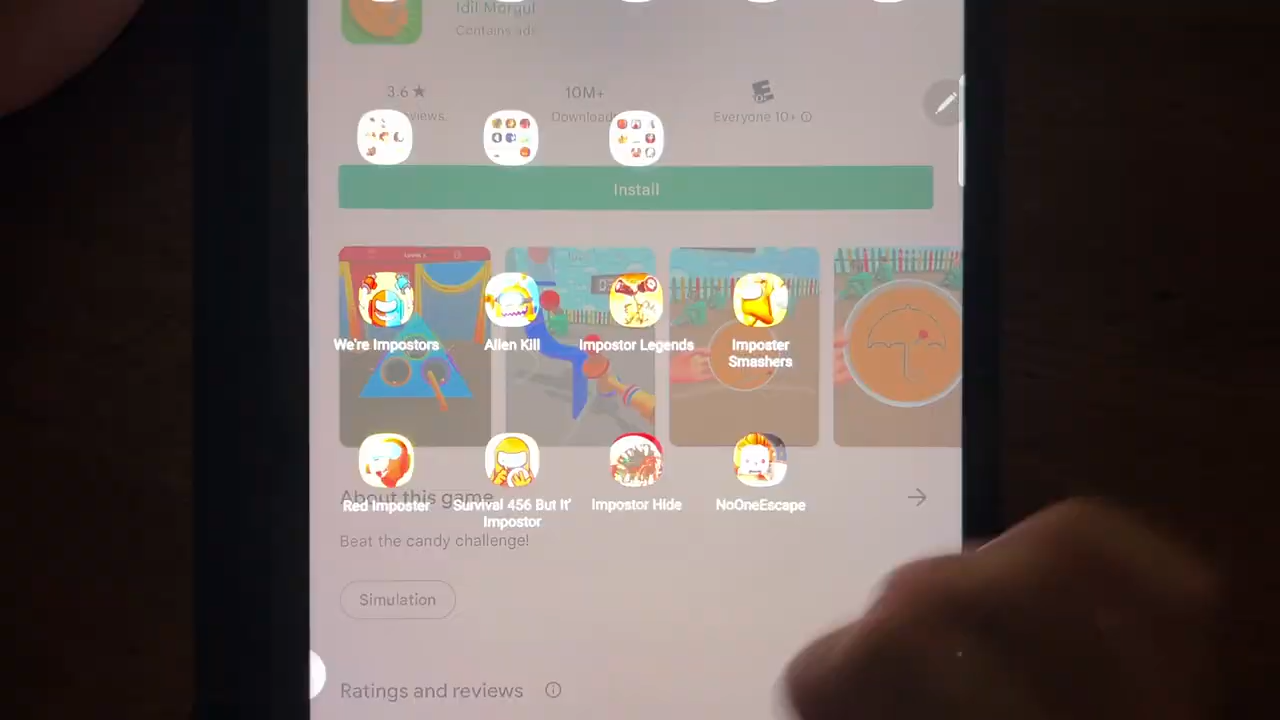 Idil Morgul
Contains ads
3.6★
10M+
views
Download
Everyone 10+
Install
We're Impostors
Alien Kill
Impostor Legends
Imposter
Smashers
About this game
Red Imposter
Survival 456 But It'
Impostor
Impostor Hide
NoOneEscape
Beat the candy challenge!
Simulation
Ratings and reviews